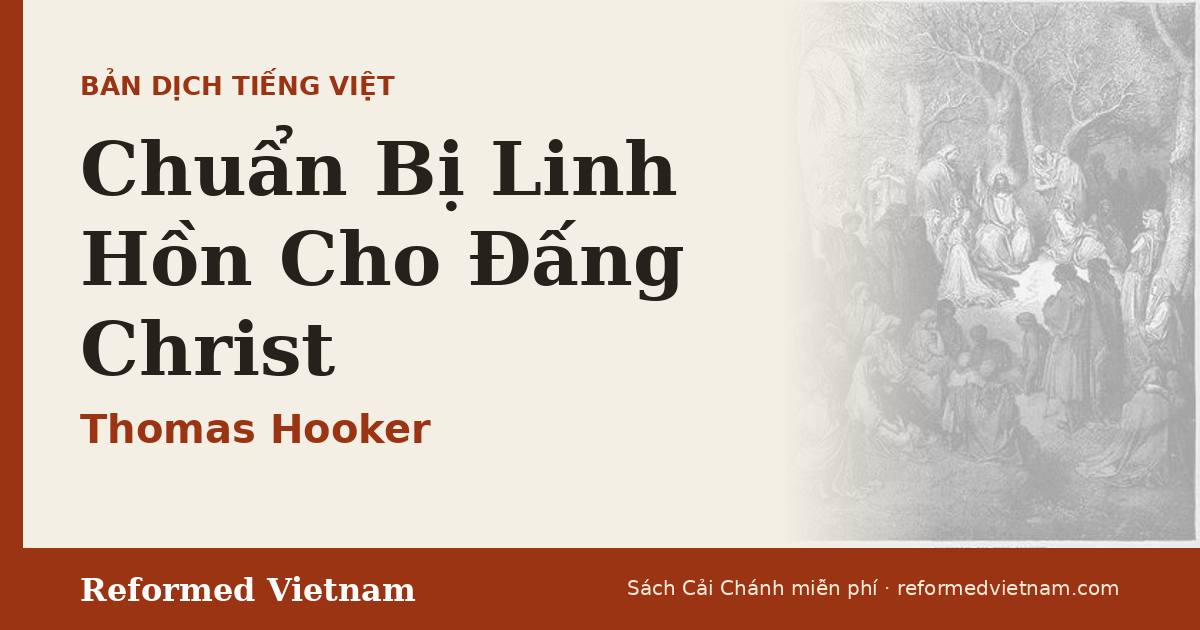 BẢN DỊCH TIẾNG VIỆT
Chuẩn Bị Linh
Hồn Cho Đấng
Christ
Thomas Hooker
Reformed Vietnam
Sách Cải Chánh miễn phí · reformedvietnam.com